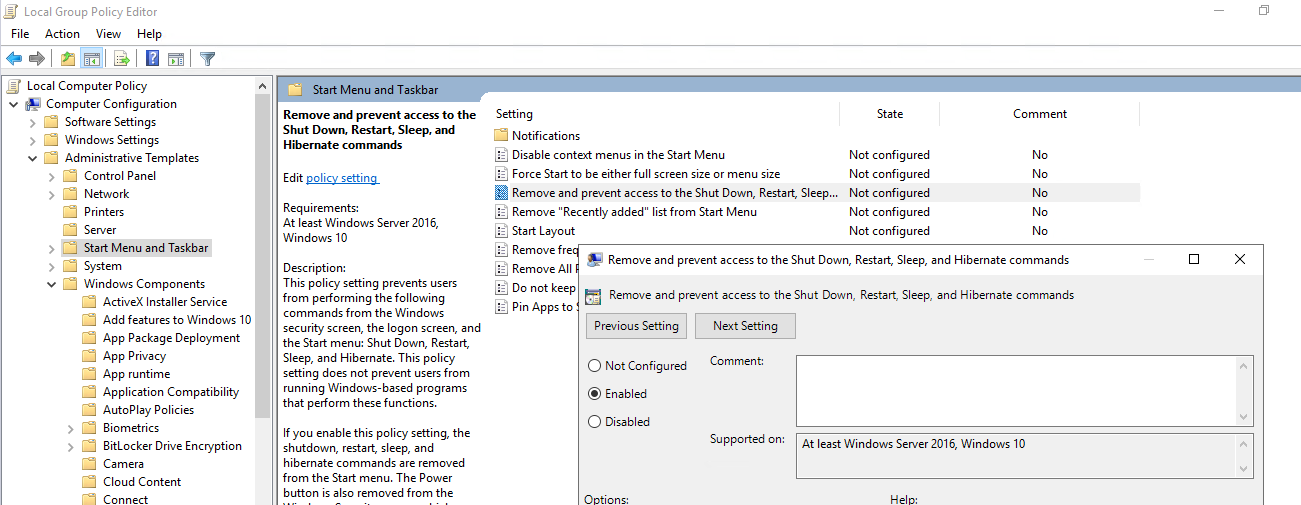 Local Group Policy Editor
File Action View Help
Local Computer Policy
Computer Configuration
Software Settings
Windows Settings
Administrative Templates
Control Panel
Network
Printers
Server
Start Menu and Taskbar
System
Windows Components
ActiveX Installer Service
Add features to Windows 10
App Package Deployment
App Privacy
App runtime
Application Compatibility
AutoPlay Policies
Biometrics
BitLocker Drive Encryption
Camera
Cloud Content
Connect
Start Menu and Taskbar
Remove and prevent access to the
Shut Down, Restart, Sleep, and
Hibernate commands
Edit policy setting
Requirements:
At least Windows Server 2016,
Windows 10
Description:
This policy setting prevents users
from performing the following
commands from the Windows
security screen, the logon screen, and
the Start menu: Shut Down, Restart,
Sleep, and Hibernate. This policy
setting does not prevent users from
running Windows-based programs
that perform these functions.
If you enable this policy setting, the
shutdown, restart, sleep, and
hibernate commands are removed
from the Start menu. The Power
button is also removed from the
Setting State Comment
Notifications
Disable context menus in the Start Menu Not configured No
Force Start to be either full screen size or menu size Not configured No
Remove and prevent access to the Shut Down, Restart, Sleep... Not configured No
Remove "Recently added" list from Start Menu Not configured No
Start Layout Not configured No
Remove
Remove All
Do not keep
Pin Apps to
Remove and prevent access to the Shut Down, Restart, Sleep, and Hibernate commands
Remove and prevent access to the Shut Down, Restart, Sleep, and Hibernate commands
Previous Setting Next Setting
Not Configured
Enabled
Disabled
Comment:
Supported on:
At least Windows Server 2016, Windows 10
Options: Help: